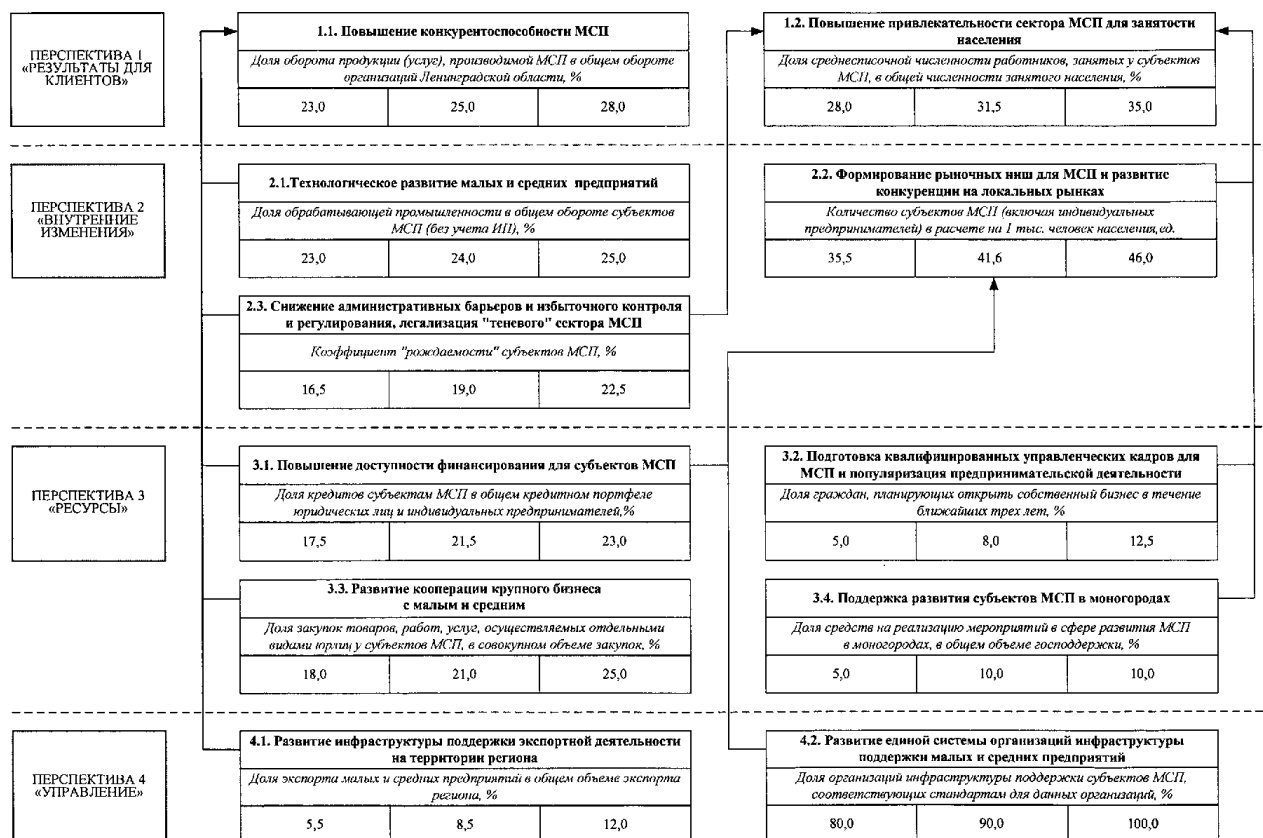 ПЕРСПЕКТИВА 1
«РЕЗУЛЬТАТЫ ДЛЯ
КЛИЕНТОВ»
1.1. Повышение конкурентоспособности МСП
Доля оборота продукции (услуг), производимой МСП в общем обороте
организаций Ленинградской области, %
23,0 25,0 28,0
1.2. Повышение привлекательности сектора МСП для занятости
населения
Доля среднесписочной численности работников, занятых у субъектов
МСП, в общей численности занятого населения, %
28,0 31,5 35,0
ПЕРСПЕКТИВА 2
«ВНУТРЕННИЕ
ИЗМЕНЕНИЯ»
2.1.Технологическое развитие малых и средних предприятий
Доля обрабатывающей промышленности в общем обороте субъектов
МСП (без учета ИП), %
23,0 24,0 25,0
2.2. Формирование рыночных ниш для МСП и развитие
конкуренции на локальных рынках
Количество субъектов МСП (включая индивидуальных
предпринимателей) в расчете на 1 тыс. человек населения,ед.
35,5 41,6 46,0
2.3. Снижение административных барьеров и избыточного контроля
и регулирования, легализация "теневого" сектора МСП
Коэффициент "рождаемости" субъектов МСП, %
16,5 19,0 22,5
ПЕРСПЕКТИВА 3
«РЕСУРСЫ»
3.1. Повышение доступности финансирования для субъектов МСП
Доля кредитов субъектам МСП в общем кредитном портфеле
юридических лиц и индивидуальных предпринимателей,%
17,5 21,5 23,0
3.2. Подготовка квалифицированных управленческих кадров для
МСП и популяризация предпринимательской деятельности
Доля граждан, планирующих открыть собственный бизнес в течение
ближайших трех лет, %
5,0 8,0 12,5
3.3. Развитие кооперации крупного бизнеса
с малым и средним
Доля закупок товаров, работ, услуг, осуществляемых отдельными
видами юрлиц у субъектов МСП, в совокупном объеме закупок, %
18,0 21,0 25,0
3.4. Поддержка развития субъектов МСП в моногородах
Доля средств на реализацию мероприятий в сфере развития МСП
в моногородах, в общем объеме господдержки, %
5,0 10,0 10,0
ПЕРСПЕКТИВА 4
«УПРАВЛЕНИЕ»
4.1. Развитие инфраструктуры поддержки экспортной деятельности
на территории региона
Доля экспорта малых и средних предприятий в общем объеме экспорта
региона, %
5,5 8,5 12,0
4.2. Развитие единой системы организаций инфраструктуры
поддержки малых и средних предприятий
Доля организаций инфраструктуры поддержки субъектов МСП,
соответствующих стандартам для данных организаций, %
80,0 90,0 100,0